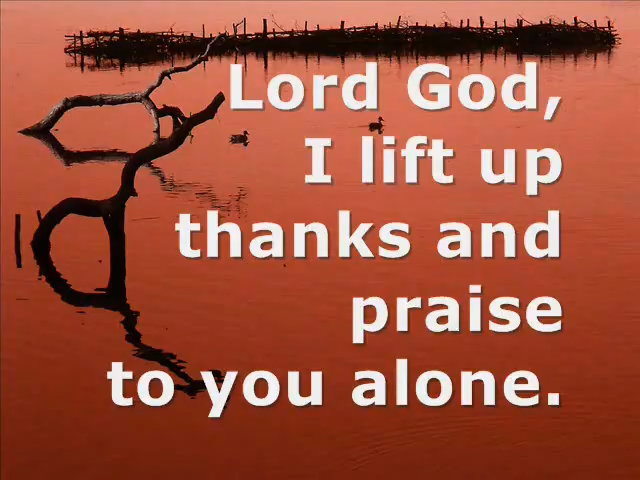 Lord God,
I lift up
thanks and
praise
to you alone.